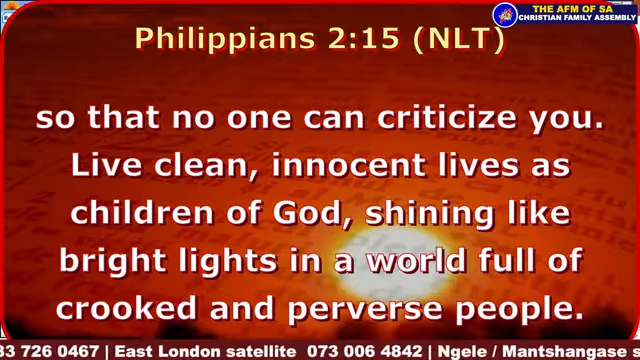 THE AFM OF SA
CHRISTIAN FAMILY ASSEMBLY
Philippians 2:15 (NLT)
so that no one can criticize you.
Live clean, innocent lives as
children of God, shining like
bright lights in a world full of
crooked and perverse people.
726 0467 | East London satellite 073 006 4842 | Ngele / Mantshangase